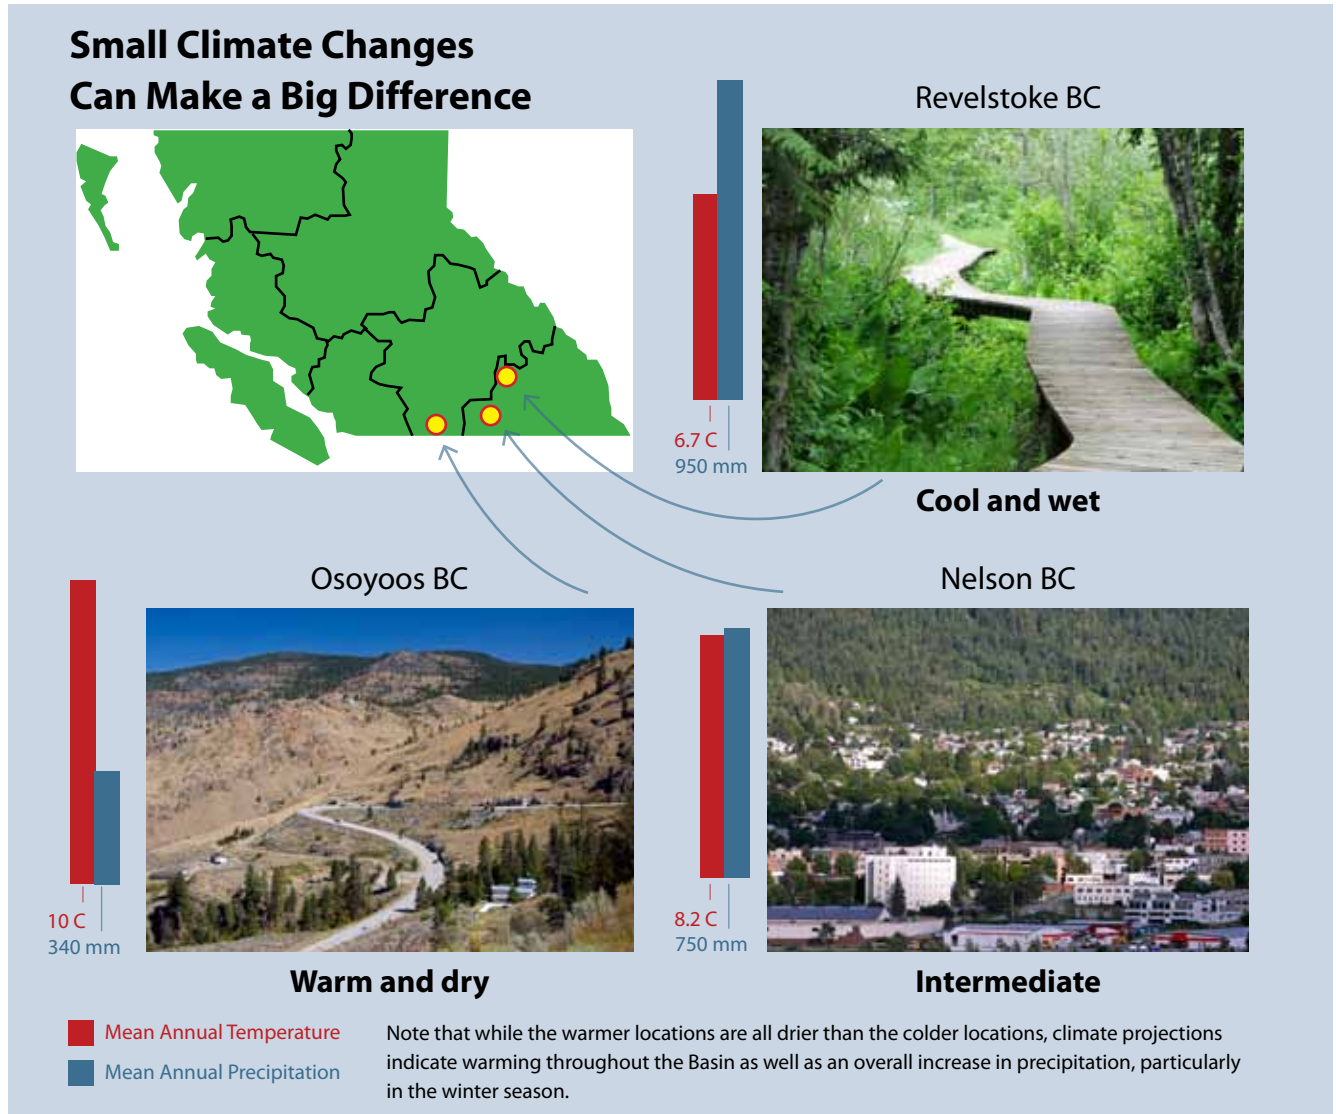 Small Climate Changes
Can Make a Big Difference
Revelstoke BC
6.7 C
950 mm
Cool and wet
Osoyoos BC
10 C
340 mm
Warm and dry
Nelson BC
8.2 C
750 mm
Intermediate
Mean Annual Temperature
Mean Annual Precipitation
Note that while the warmer locations are all drier than the colder locations, climate projections
indicate warming throughout the Basin as well as an overall increase in precipitation, particularly
in the winter season.